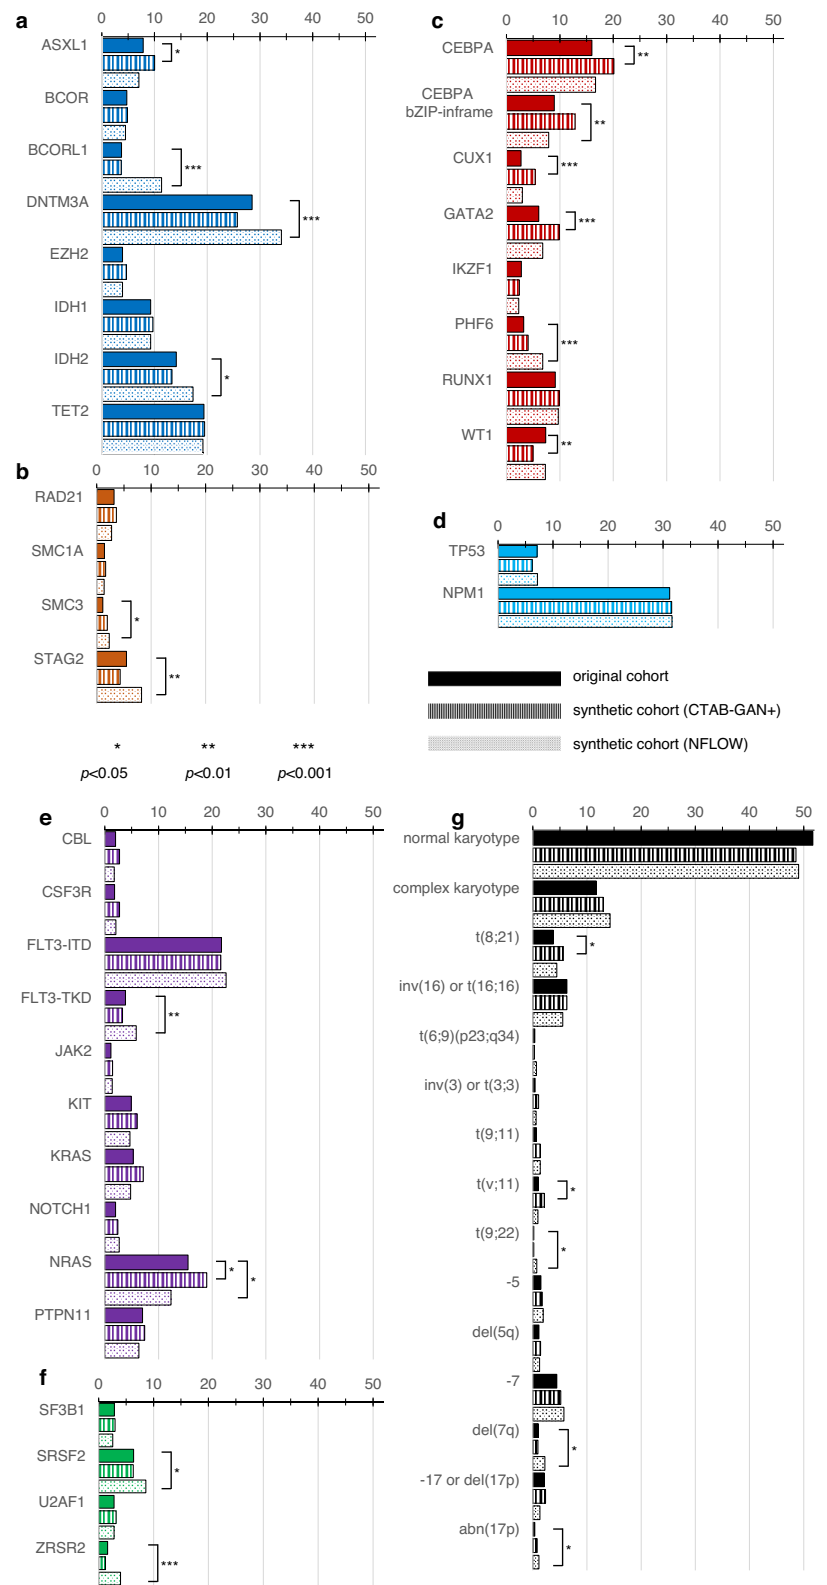 a
0 10 20 30 40 50
ASXL1
*
BCOR
BCORL1
***
DNTM3A
***
EZH2
IDH1
IDH2
*
TET2
b
0 10 20 30 40 50
RAD21
SMC1A
SMC3
*
STAG2
**
c
0 10 20 30 40 50
CEBPA
**
CEBPA
bZIP-inframe
**
CUX1
***
GATA2
***
IKZF1
PHF6
***
RUNX1
WT1
**
d
0 10 20 30 40 50
TP53
NPM1
original cohort
synthetic cohort (CTAB-GAN+)
synthetic cohort (NFLOW)
* ** ***
p<0.05 p<0.01 p<0.001
e
0 10 20 30 40 50
CBL
CSF3R
FLT3-ITD
FLT3-TKD
**
JAK2
KIT
KRAS
NOTCH1
NRAS
* *
PTPN11
f
0 10 20 30 40 50
SF3B1
SRSF2
*
U2AF1
ZRSR2
***
g
0 10 20 30 40 50
normal karyotype
complex karyotype
t(8;21)
*
inv(16) or t(16;16)
t(6;9)(p23;q34)
inv(3) or t(3;3)
t(9;11)
t(v;11)
*
t(9;22)
*
-5
del(5q)
-7
del(7q)
*
-17 or del(17p)
abn(17p)
*